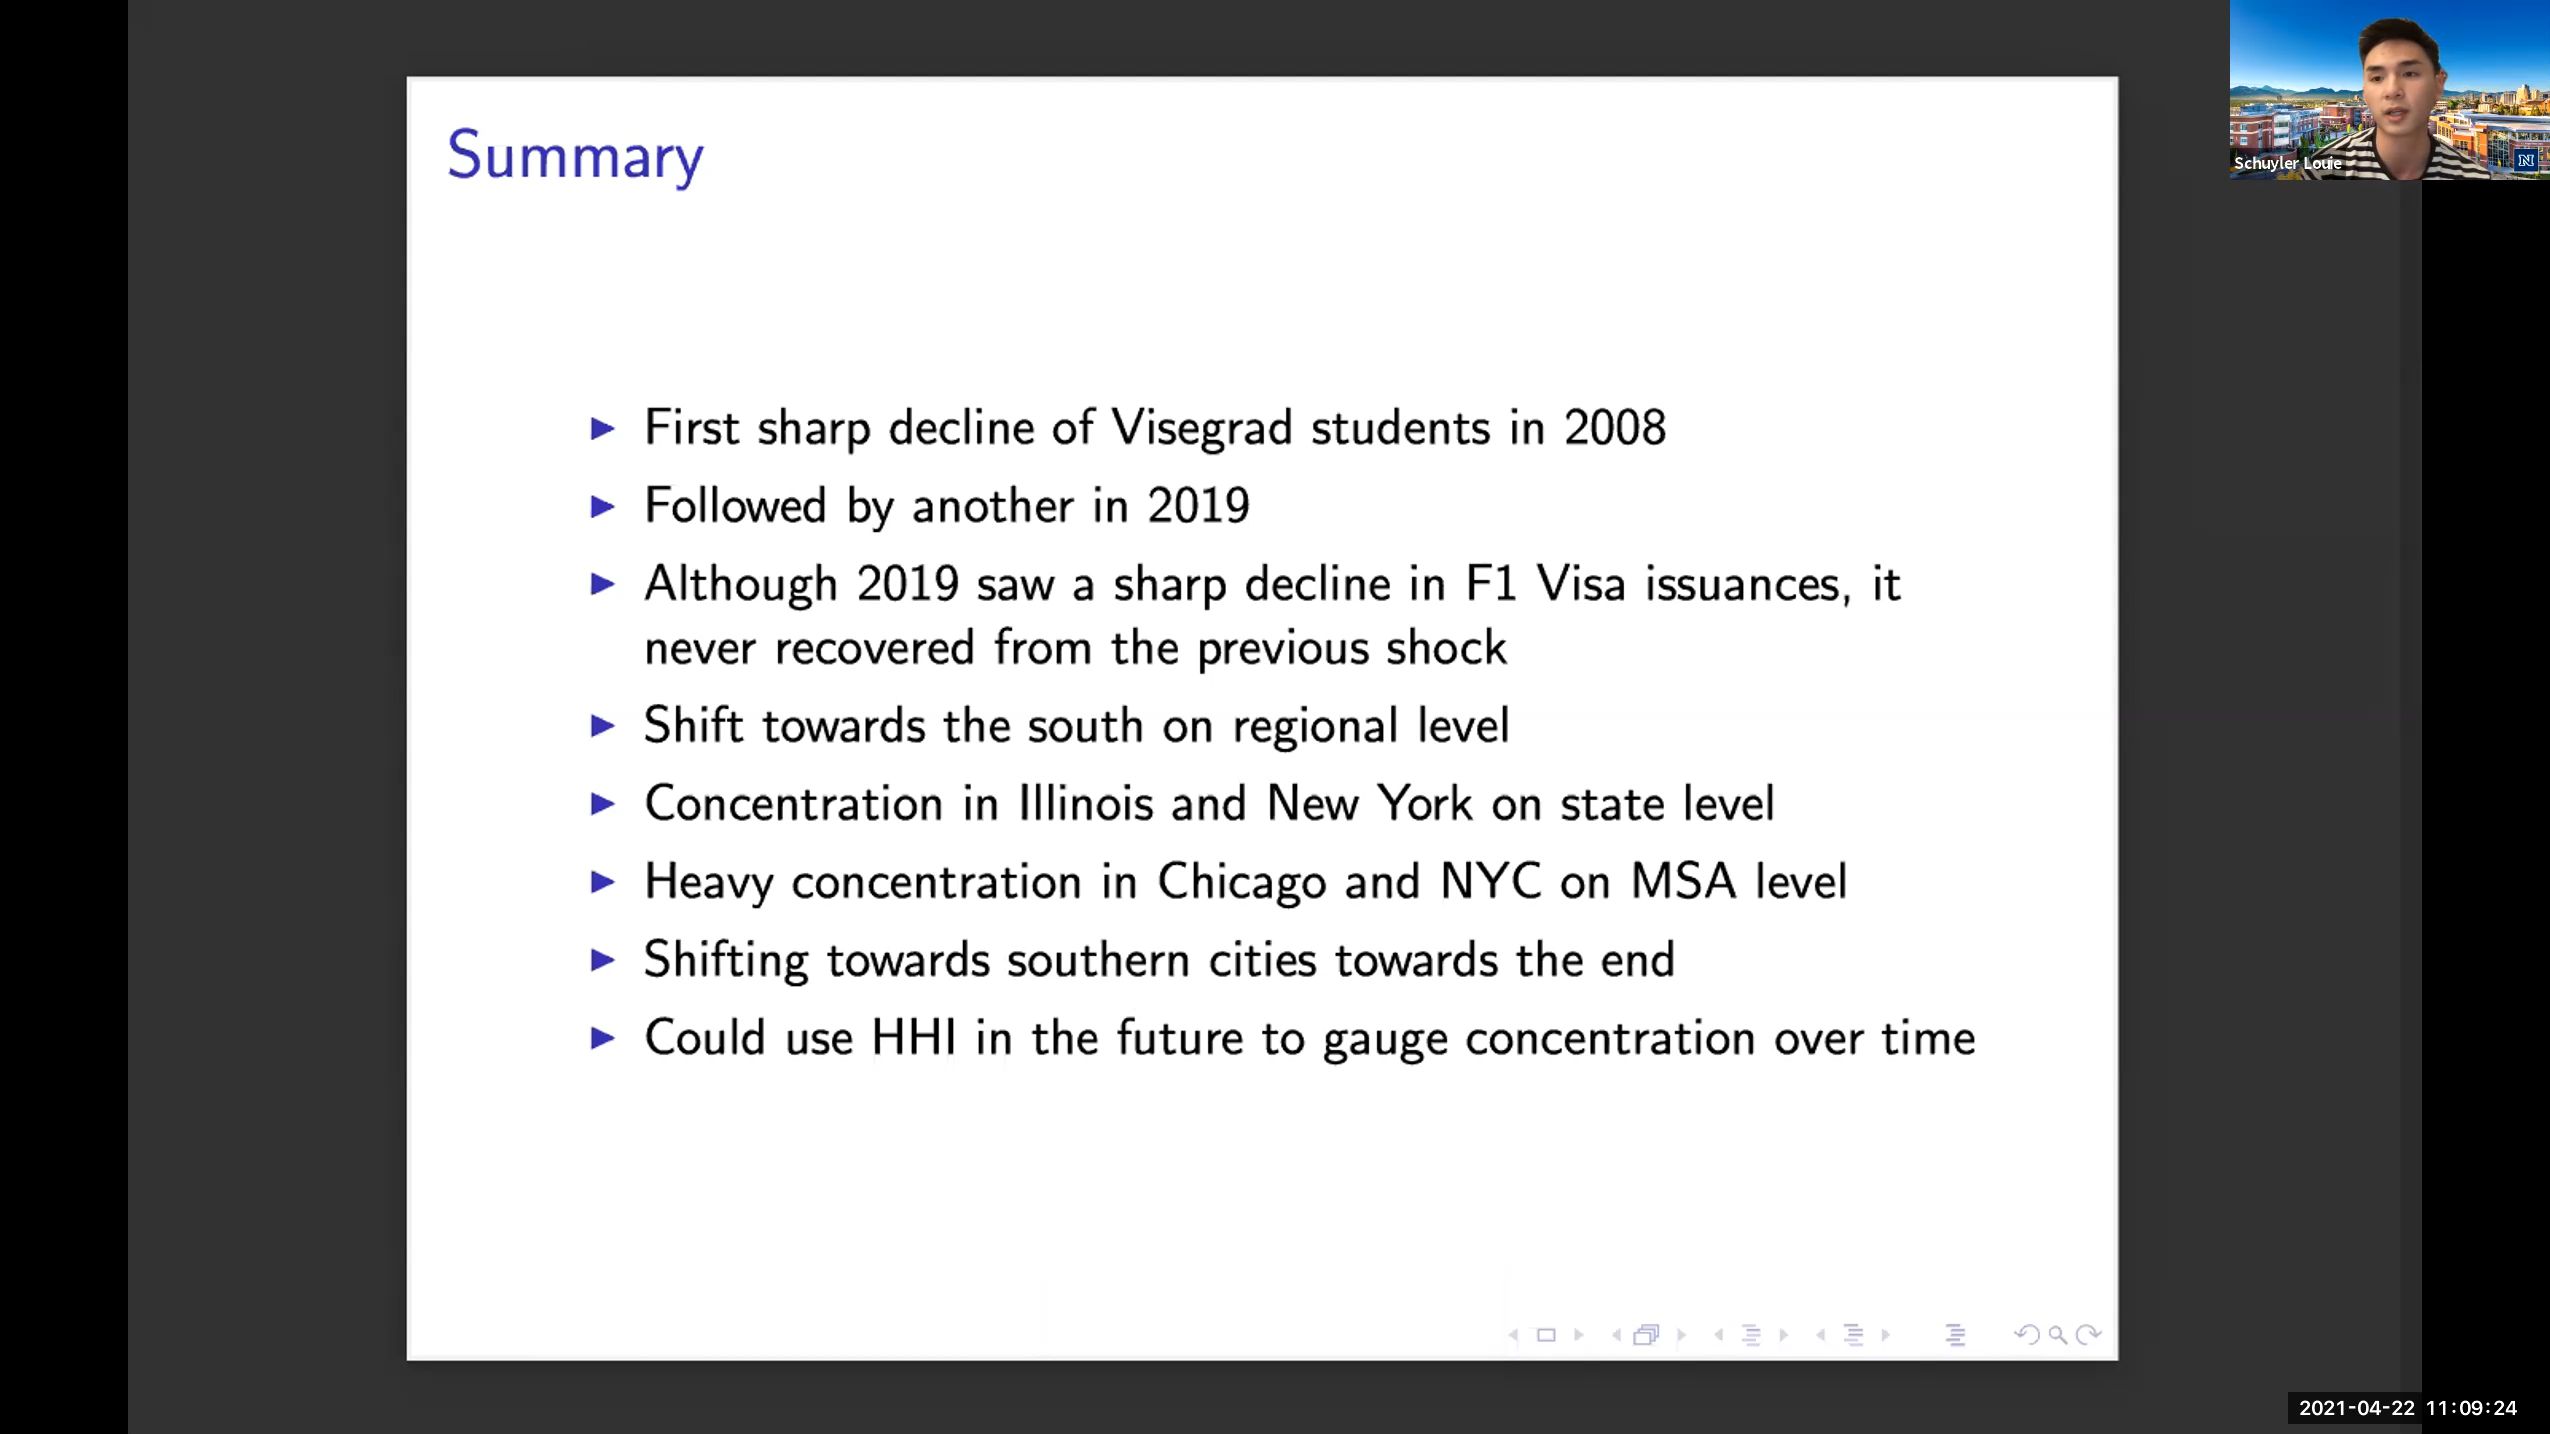 Summary
First sharp decline of Visegrad students in 2008
Followed by another in 2019
Although 2019 saw a sharp decline in F1 Visa issuances, it
never recovered from the previous shock
Shift towards the south on regional level
Concentration in Illinois and New York on state level
Heavy concentration in Chicago and NYC on MSA level
Shifting towards southern cities towards the end
Could use HHI in the future to gauge concentration over time
Schuyler Louie
N
2021-04-22 11:09:24